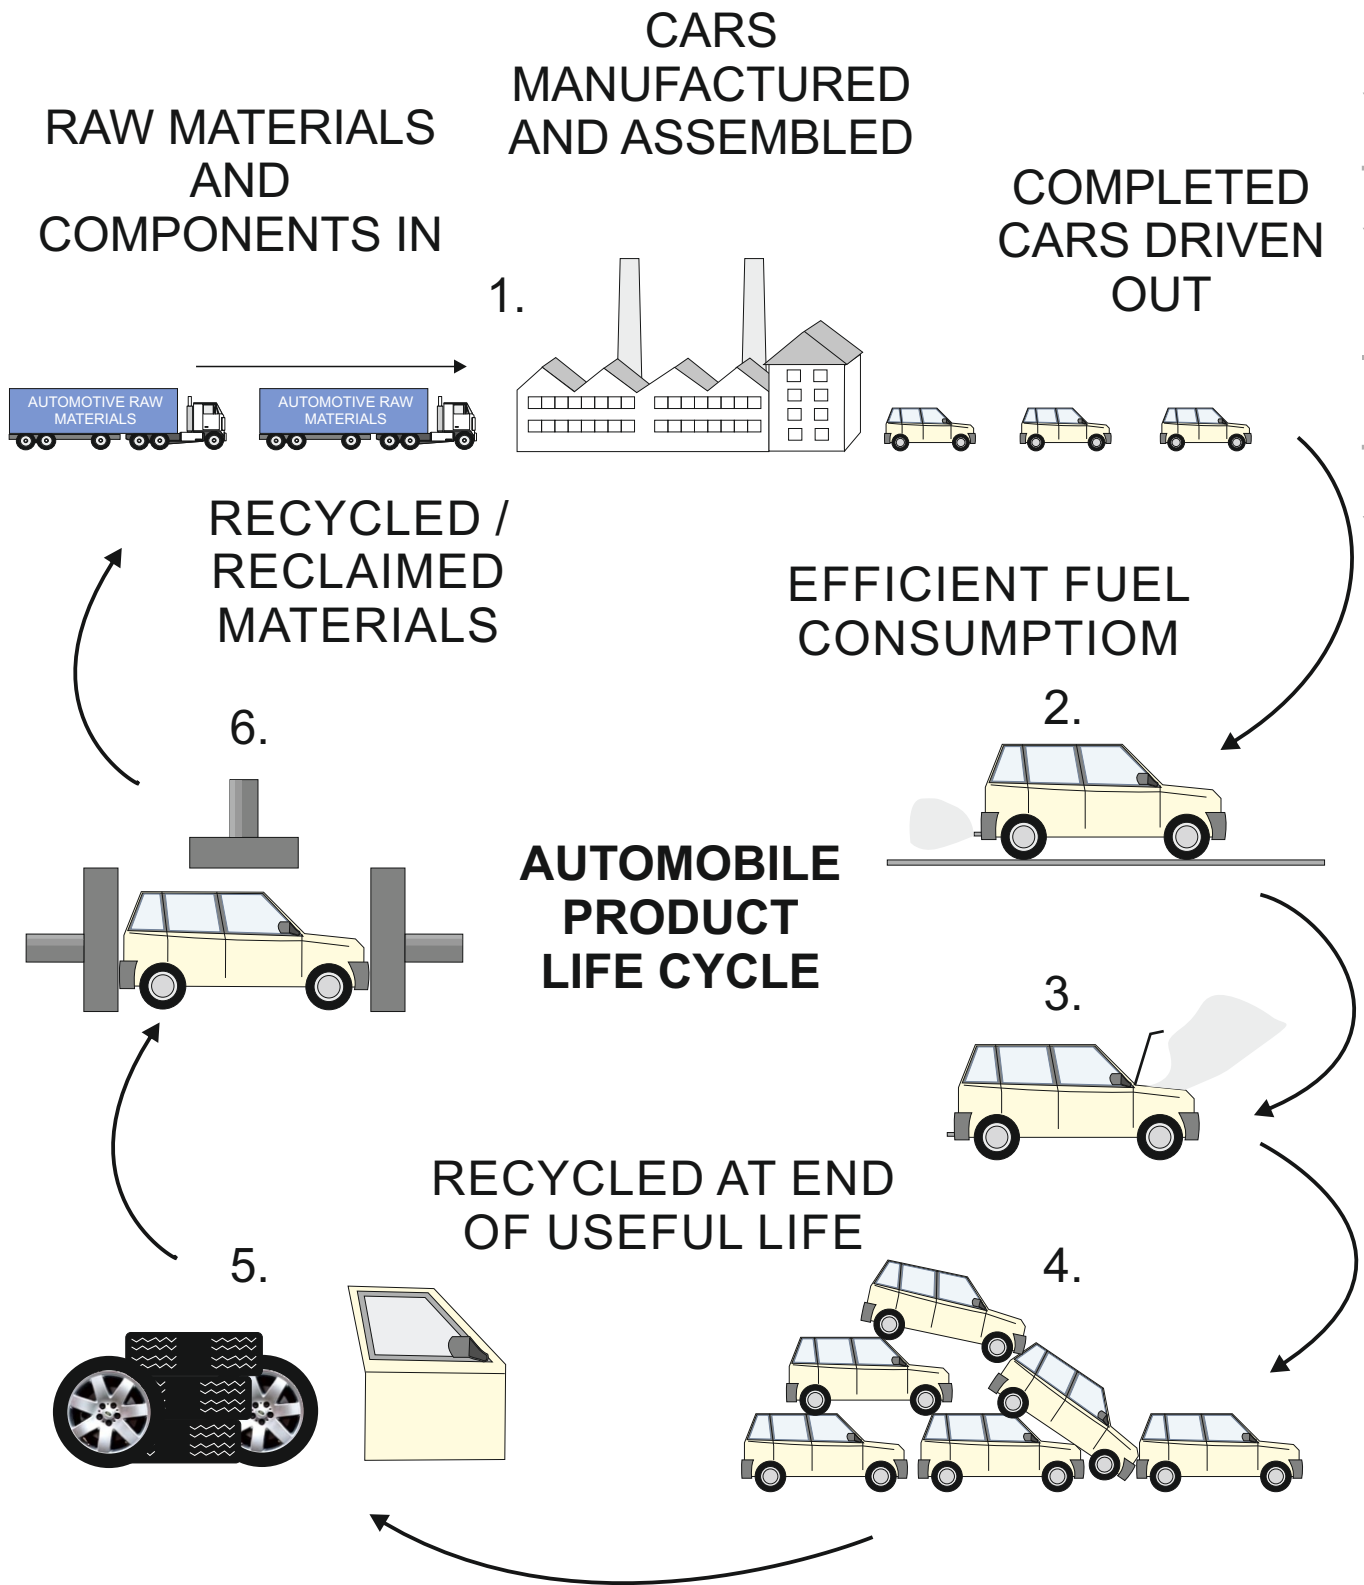 CARS
MANUFACTURED
AND ASSEMBLED
RAW MATERIALS
AND
COMPONENTS IN
COMPLETED
CARS DRIVEN
OUT
1.
AUTOMOTIVE RAW
MATERIALS
AUTOMOTIVE RAW
MATERIALS
RECYCLED /
RECLAIMED
MATERIALS
EFFICIENT FUEL
CONSUMPTIOM
2.
6.
AUTOMOBILE
PRODUCT
LIFE CYCLE
3.
RECYCLED AT END
OF USEFUL LIFE
4.
5.